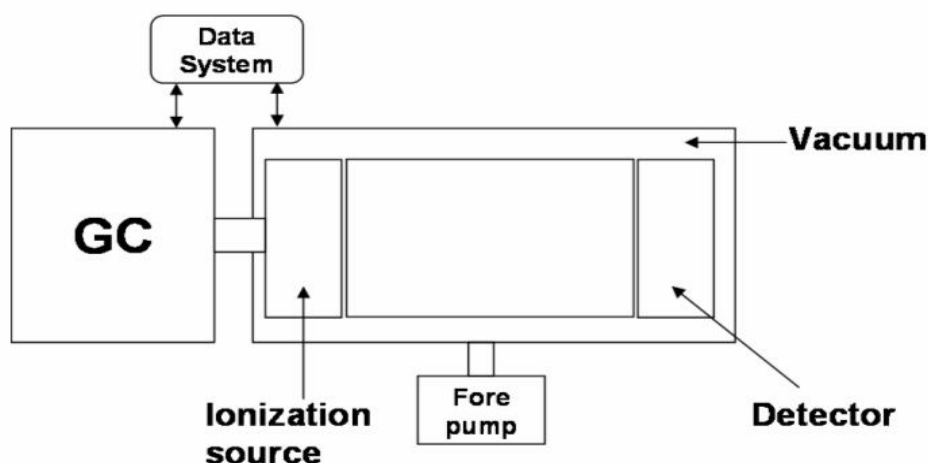 Data
System
Vacuum
GC
Ionization
source
Fore
pump
Detector